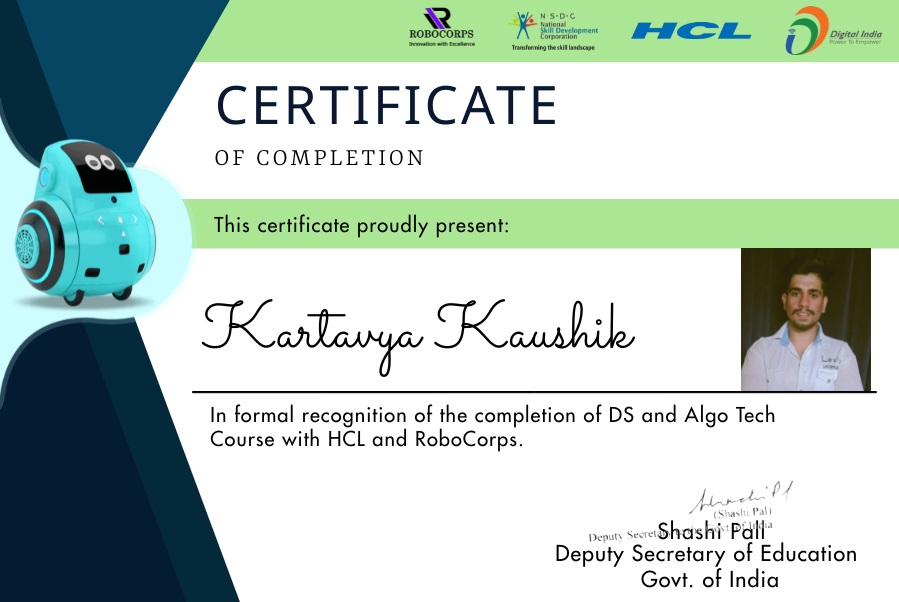 ROBOCORPS
Innovation with Excellence
N·S·D·C
National
Skill Development
Corporation
Transforming the skill landscape
HCL
Digital India
Power To Empower
CERTIFICATE
OF COMPLETION
This certificate proudly present:
Kartavya Kaushik
In formal recognition of the completion of DS and Algo Tech
Course with HCL and RoboCorps.
(Shashi Pal)
Deputy Secretary to the Govt. of India
Shashi Pall
Deputy Secretary of Education
Govt. of India